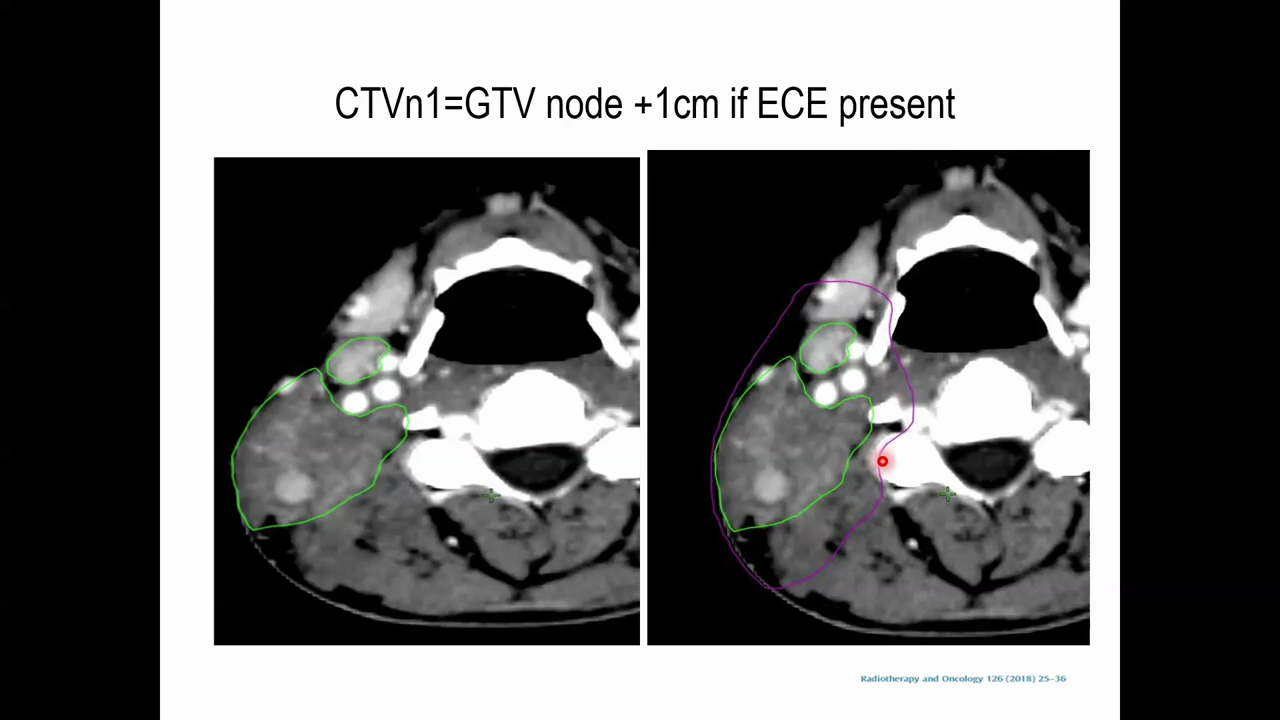 CTVn1=GTV node +1cm if ECE present
Radiotherapy and Oncology 126 (2018) 25–36